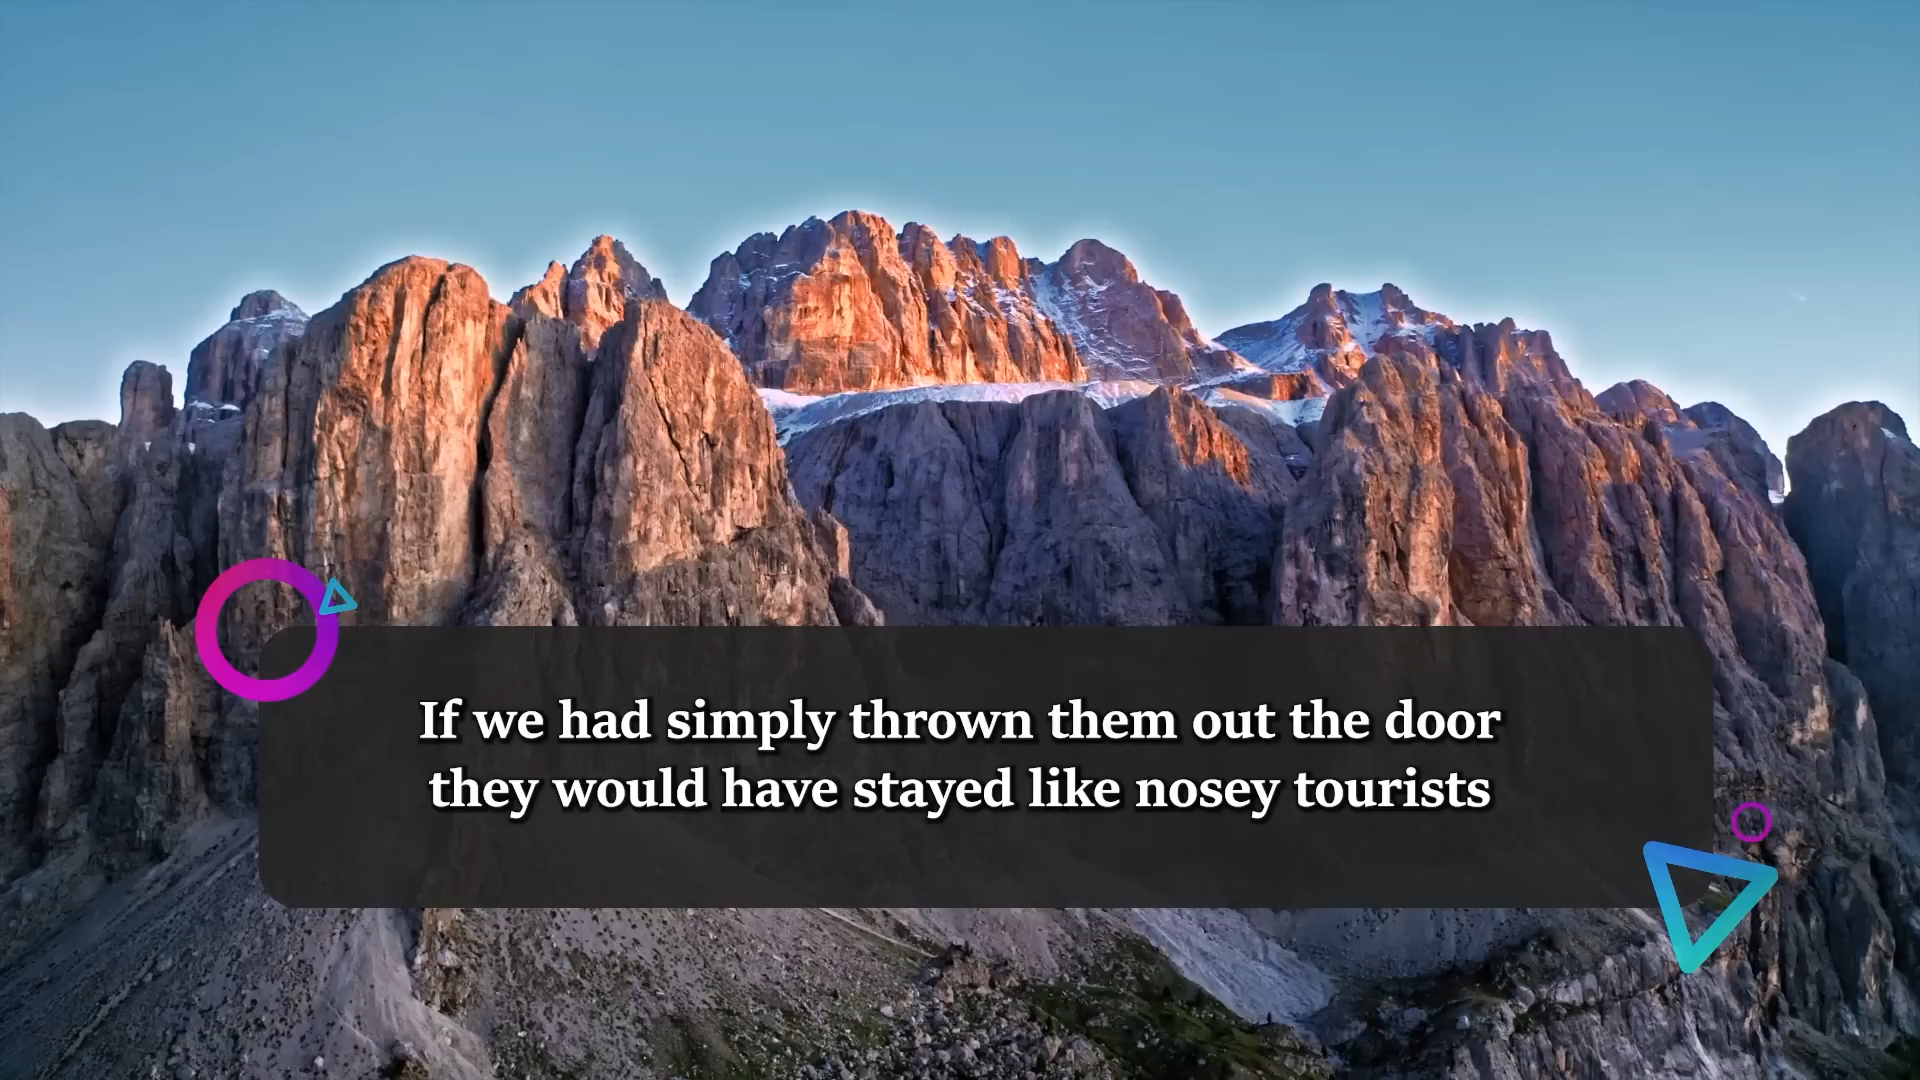 If we had simply thrown them out the door
they would have stayed like nosey tourists